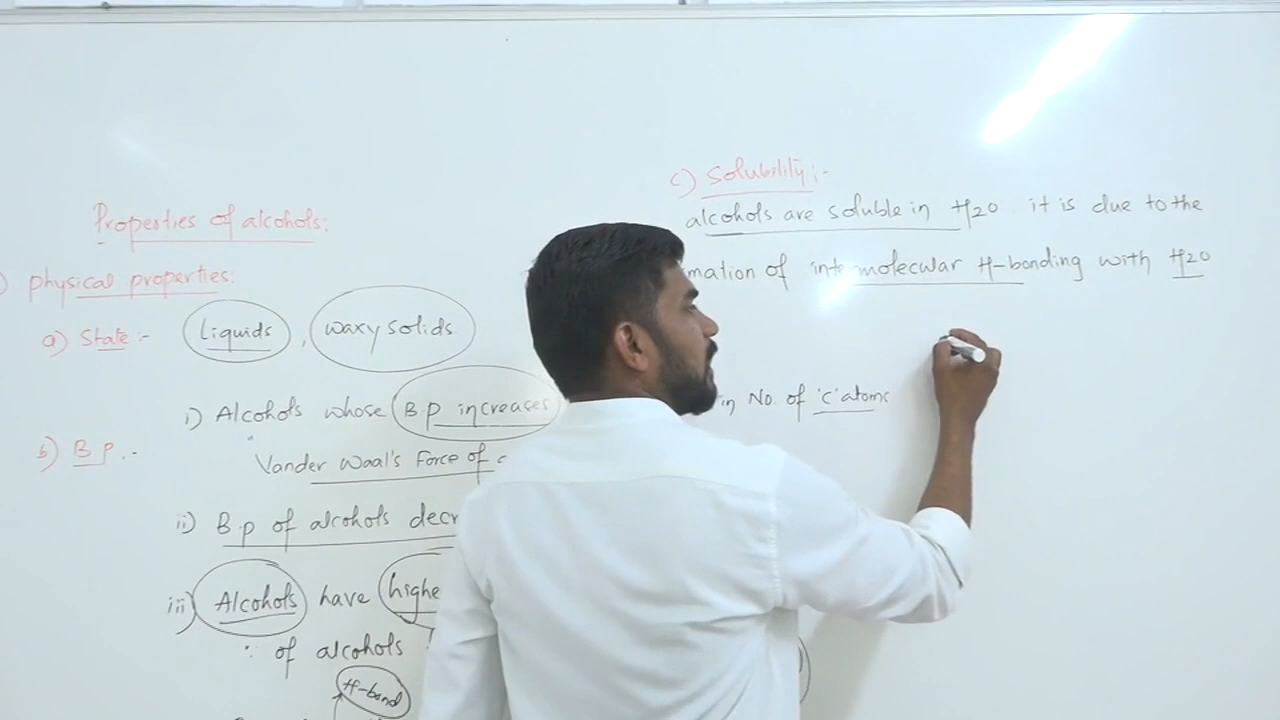 Properties of alcohols:
physical properties:
a) State :- liquids , waxy solids
b) B.p :-
i) Alcohols whose B.p increases
Vander Waal's Force of
ii) B.p of alcohols decr
iii) Alcohols have highe
∵ of alcohols
H-bond
c) Solubility :-
alcohols are soluble in H2O. it is due to the
mation of intermolecular H-bonding with H2O
in No. of 'C' atoms